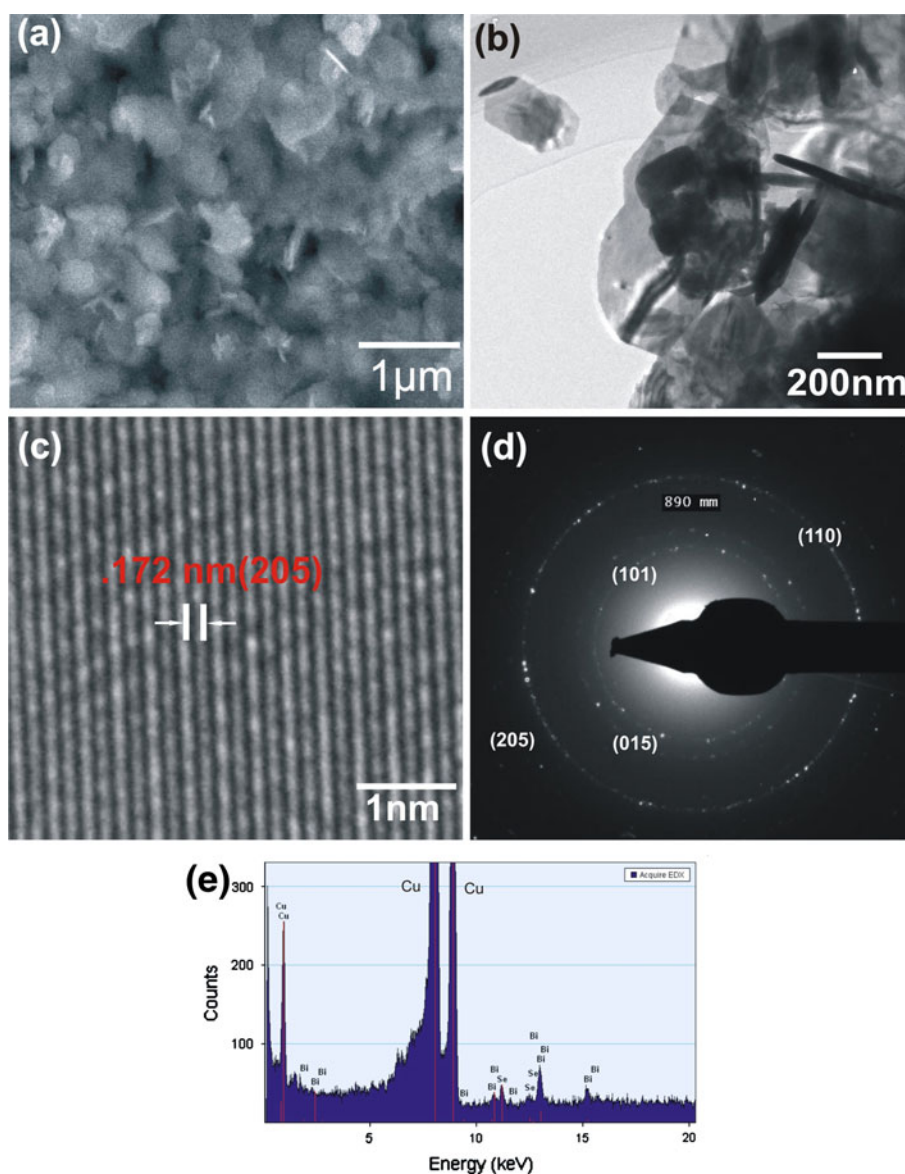 (a)
1μm
(b)
200nm
(c)
.172 nm(205)
1nm
(d)
890 mm
(110)
(101)
(205)
(015)
(e)
300
200
100
Counts
Cu
Cu
Cu
Cu
Acquire EDX
Bi
Bi
Bi
Bi
Bi
Bi
Se
Bi
Bi
Se
Se
Bi
Bi
Bi
Bi
5
10
15
20
Energy (keV)